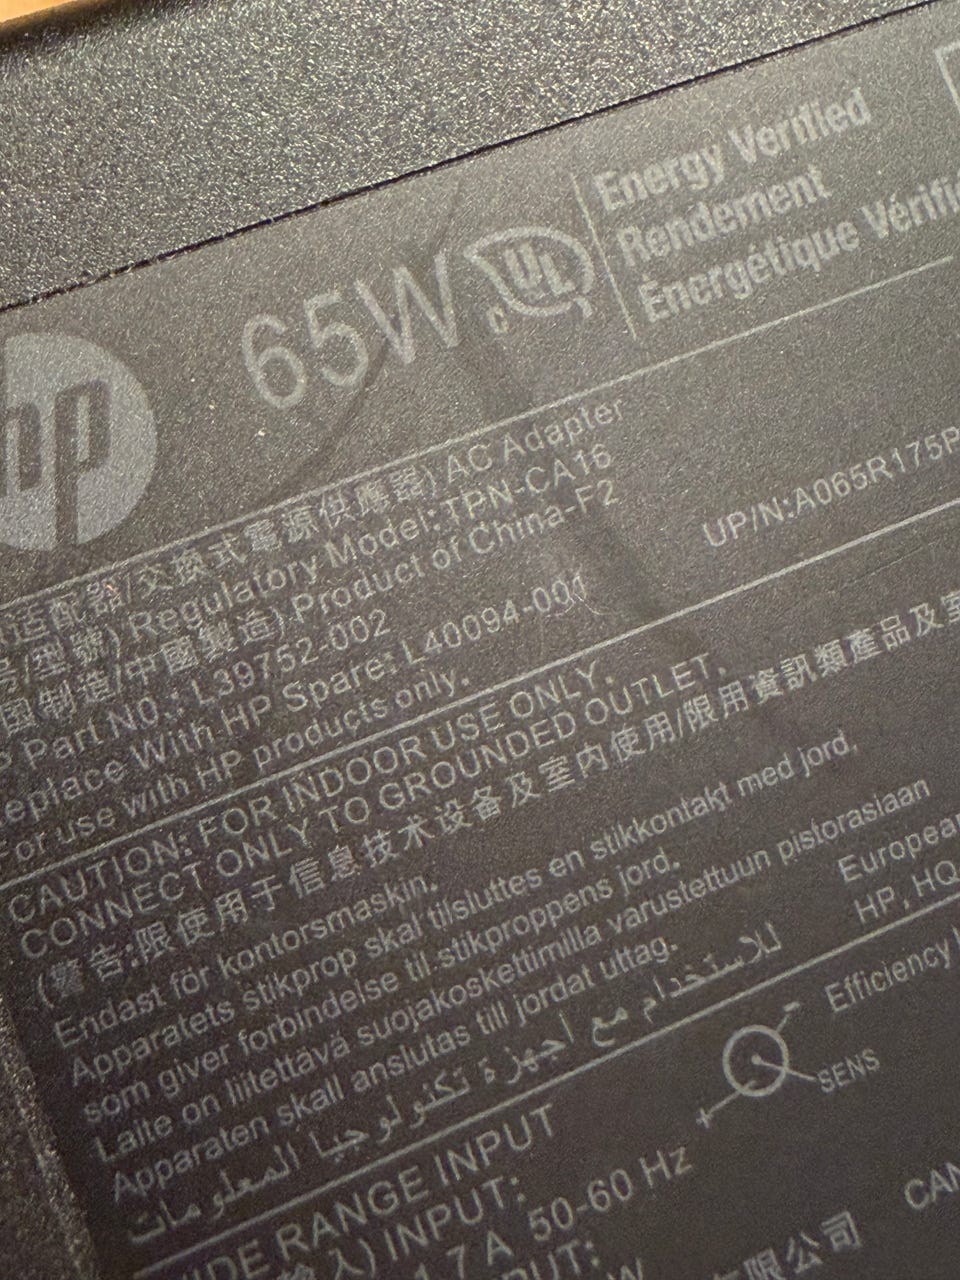 hp
65W
UL
c
Energy Verified
Rendement
Énergétique Vérifi
适配器/交換式電源供應器) AC Adapter
号/型號) Regulatory Model: TPN-CA16
国制造/中國製造) Product of China-F2
UP/N:A065R175P
Part NO.: L39752-002
eplace With HP Spare: L40094-001
or use with HP products only.
CAUTION: FOR INDOOR USE ONLY.
CONNECT ONLY TO GROUNDED OUTLET.
(警告:限使用于信息技术设备及室内使用/限用資訊類產品及室
Endast för kontorsmaskin.
Apparatets stikprop skal tilsluttes en stikkontakt med jord,
som giver forbindelse til stikproppens jord.
Laite on liitettävä suojakoskettimilla varustettuun pistorasiaan
Apparaten skall anslutas till jordat uttag.
للاستخدام مع اجهزة تكنولوجيا المعلومات
European
HP, HQ
Efficiency
- + SENS
IDE RANGE INPUT
入) INPUT:
1.7 A 50-60 Hz
PUT:
W
有限公司
CAN